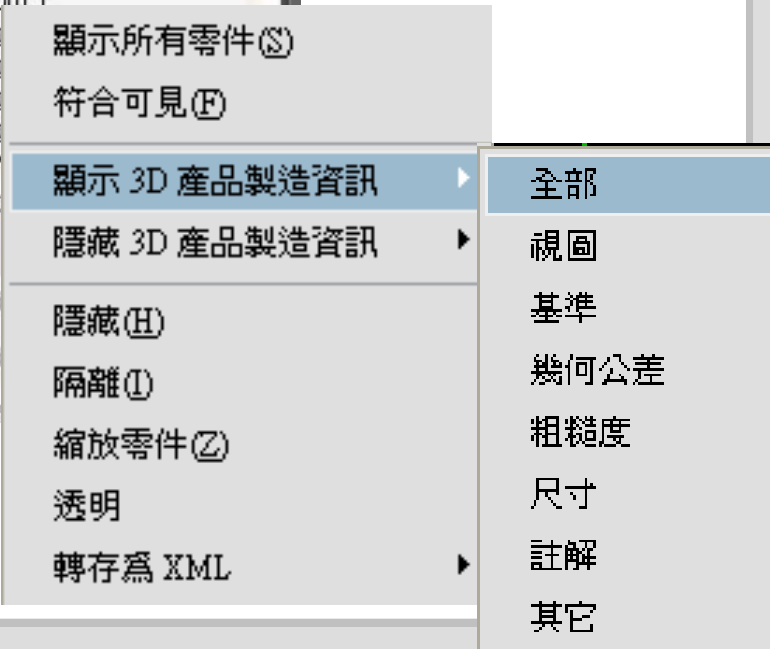 顯示所有零件(S)
符合可見(F)
顯示 3D 產品製造資訊
隱藏 3D 產品製造資訊
隱藏(H)
隔離(I)
縮放零件(Z)
透明
轉存爲 XML
全部
視圖
基準
幾何公差
粗糙度
尺寸
註解
其它